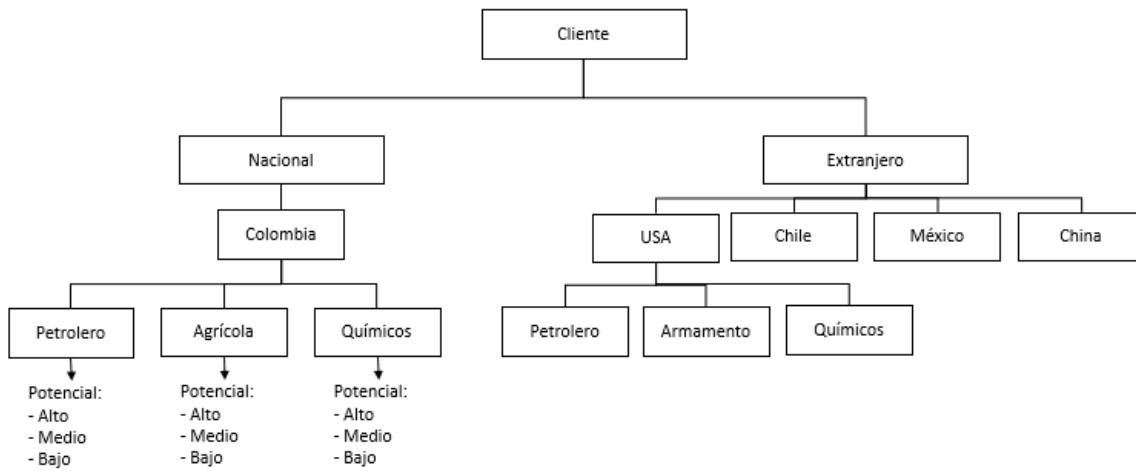 Cliente
Nacional
Extranjero
Colombia
USA
Chile
México
China
Petrolero
Agrícola
Químicos
Petrolero
Armamento
Químicos
Potencial:
- Alto
- Medio
- Bajo
Potencial:
- Alto
- Medio
- Bajo
Potencial:
- Alto
- Medio
- Bajo